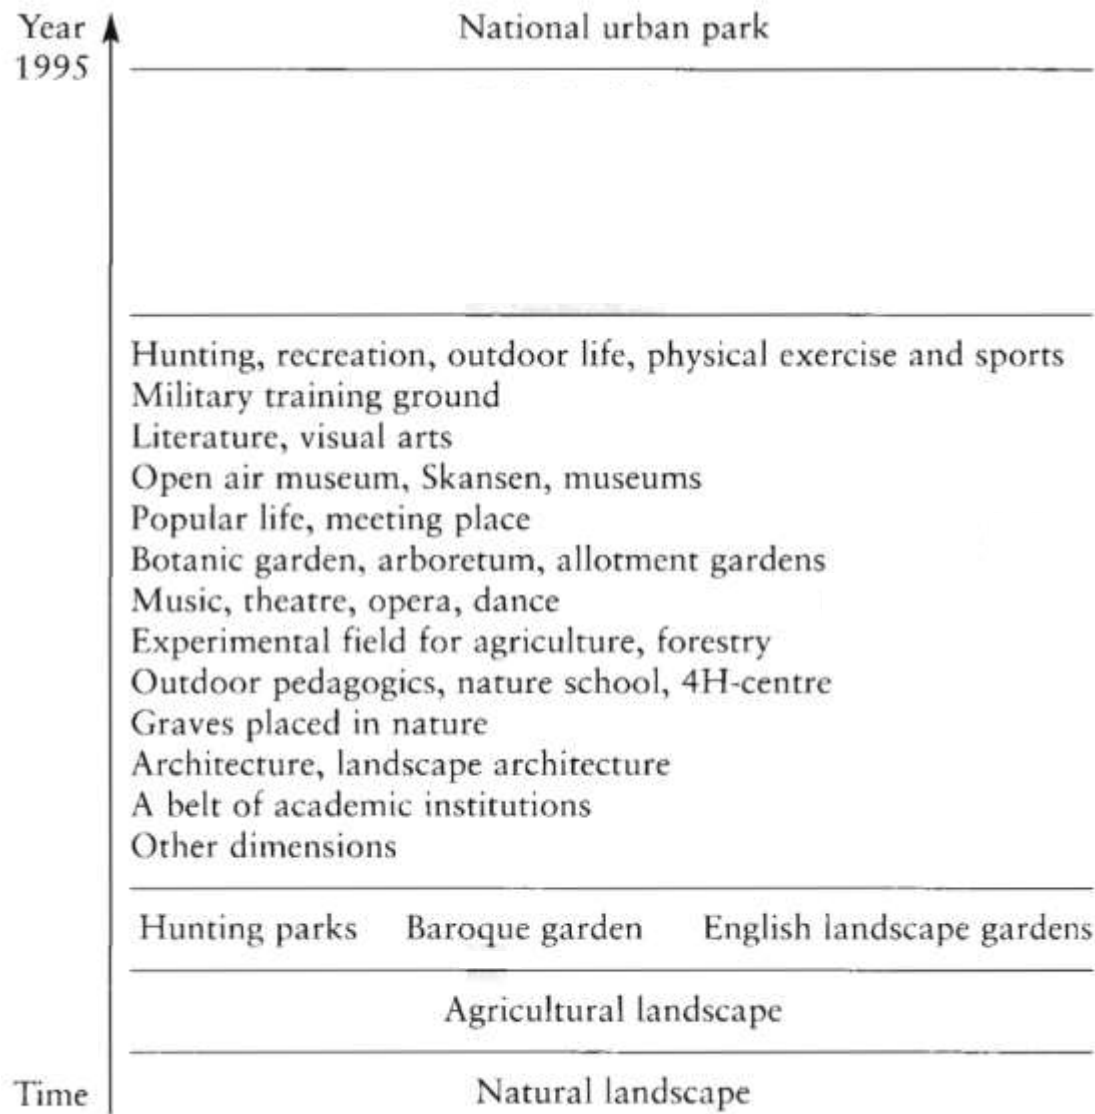 Year National urban park
1995
Hunting, recreation, outdoor life, physical exercise and sports
Military training ground
Literature, visual arts
Open air museum, Skansen, museums
Popular life, meeting place
Botanic garden, arboretum, allotment gardens
Music, theatre, opera, dance
Experimental field for agriculture, forestry
Outdoor pedagogics, nature school, 4H-centre
Graves placed in nature
Architecture, landscape architecture
A belt of academic institutions
Other dimensions
Hunting parks Baroque garden English landscape gardens
Agricultural landscape
Time Natural landscape